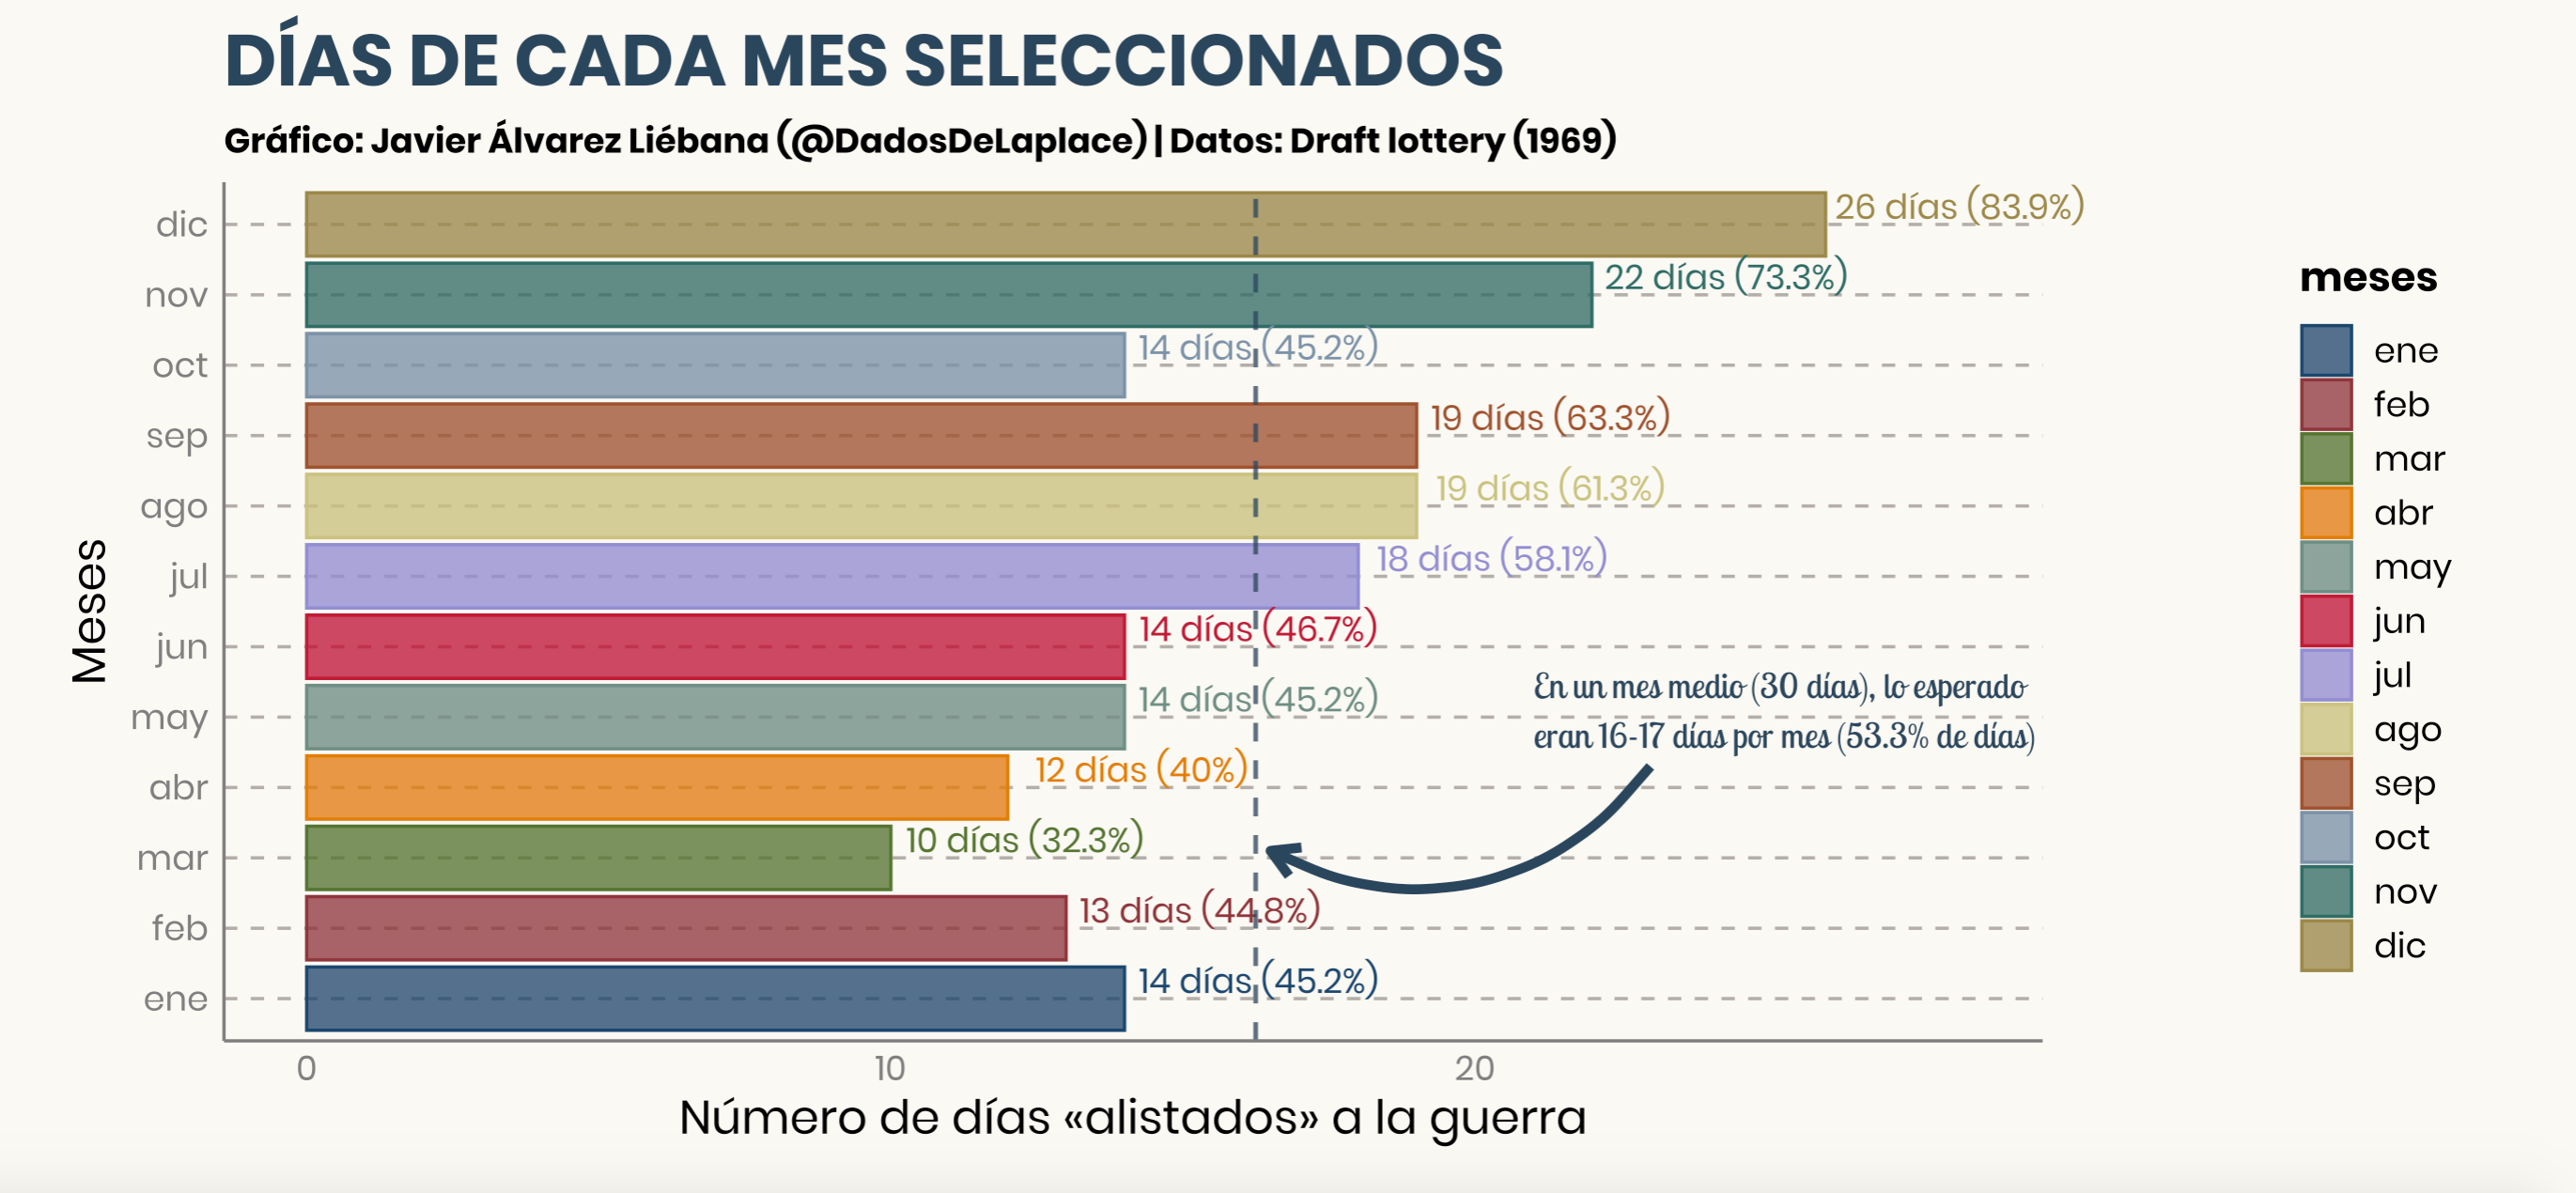 DÍAS DE CADA MES SELECCIONADOS
Gráfico: Javier Álvarez Liébana (@DadosDeLaplace) | Datos: Draft lottery (1969)
Meses
dic
26 días (83.9%)
nov
22 días (73.3%)
oct
14 días (45.2%)
sep
19 días (63.3%)
ago
19 días (61.3%)
jul
18 días (58.1%)
jun
14 días (46.7%)
may
14 días (45.2%)
abr
12 días (40%)
mar
10 días (32.3%)
feb
13 días (44.8%)
ene
14 días (45.2%)
En un mes medio (30 días), lo esperado
eran 16-17 días por mes (53.3% de días)
0 10 20
Número de días «alistados» a la guerra
meses
ene
feb
mar
abr
may
jun
jul
ago
sep
oct
nov
dic